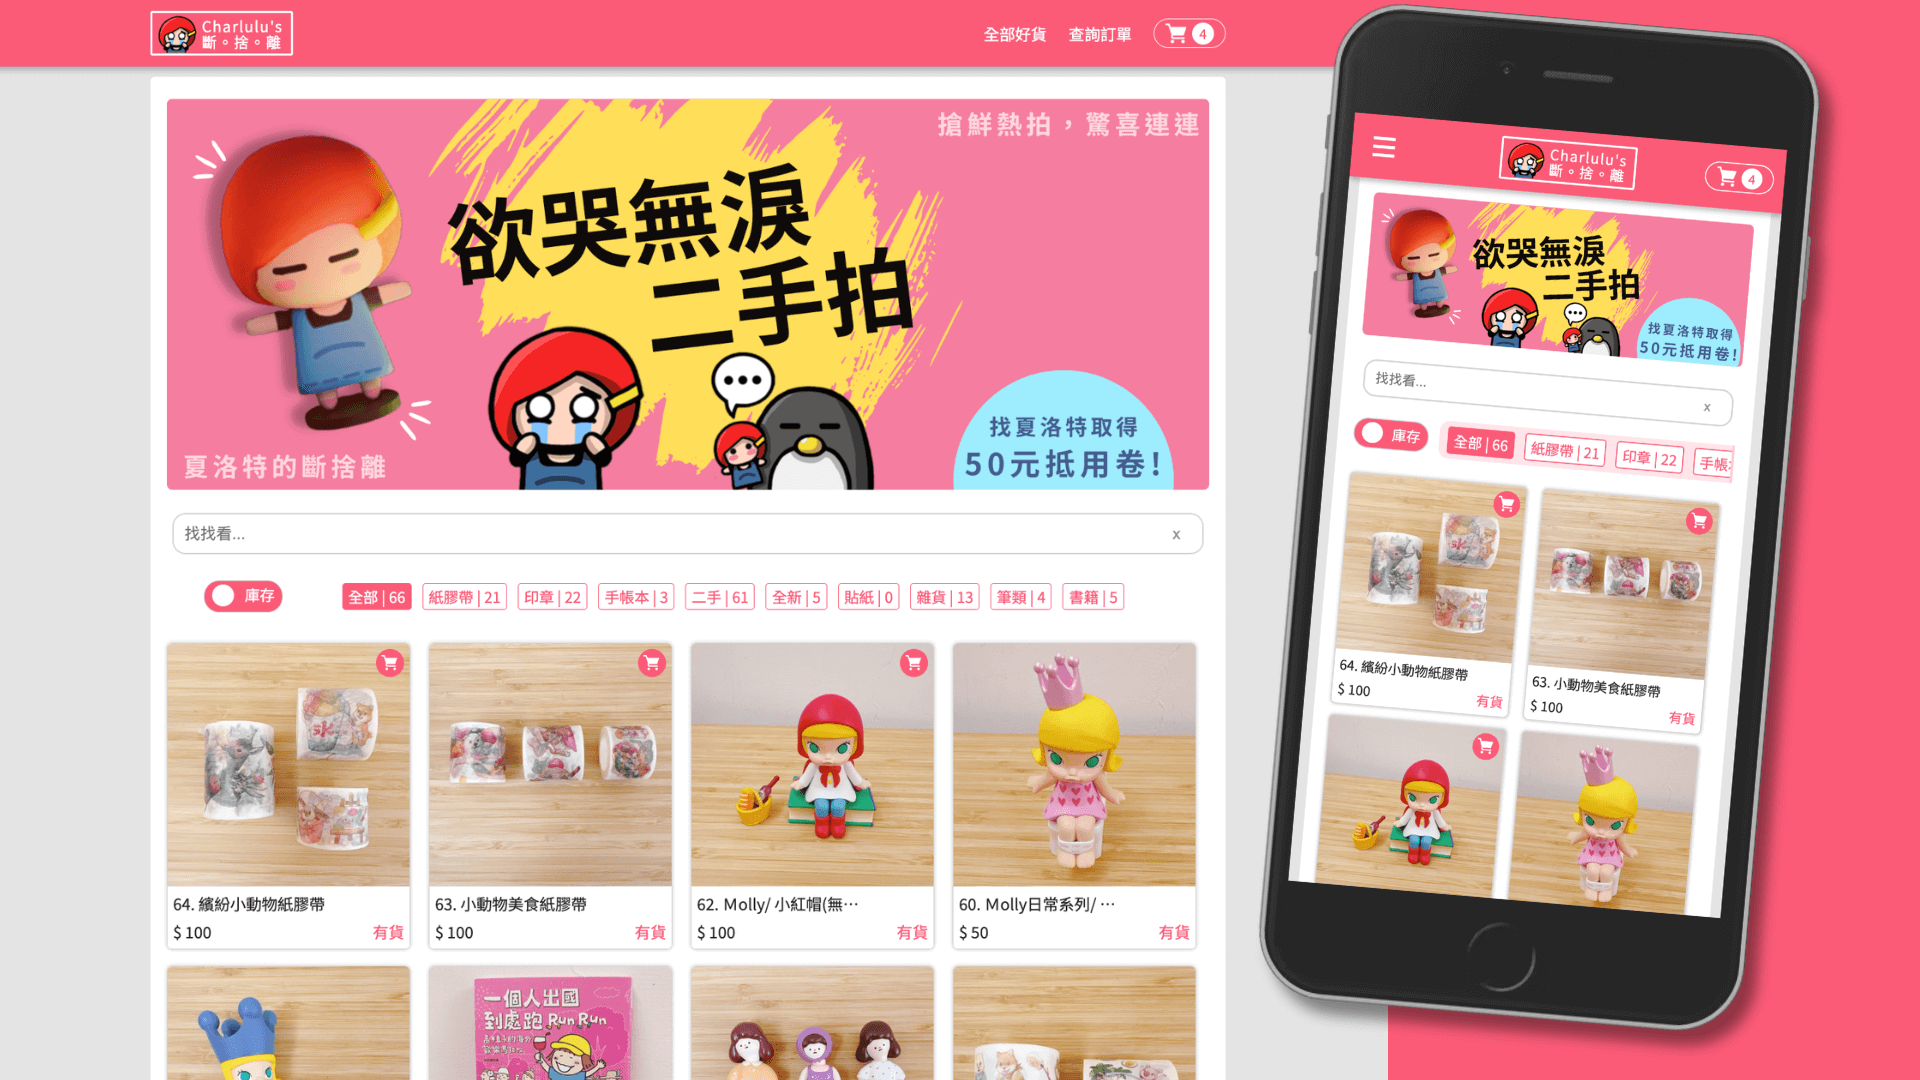 Charlulu's
斷。捨。離
全部好貨
查詢訂單
4
搶鮮熱拍，驚喜連連
欲哭無淚
二手拍
找夏洛特取得
50元抵用卷!
夏洛特的斷捨離
找找看...
x
庫存
全部 | 66
紙膠帶 | 21
印章 | 22
手帳本 | 3
二手 | 61
全新 | 5
貼紙 | 0
雜貨 | 13
筆類 | 4
書籍 | 5
64. 繽紛小動物紙膠帶
$ 100
有貨
63. 小動物美食紙膠帶
$ 100
有貨
62. Molly/ 小紅帽(無…
$ 100
有貨
60. Molly日常系列/ …
$ 50
有貨
一個人出國
到處跑 Run Run
Charlulu's
斷。捨。離
4
欲哭無淚
二手拍
找夏洛特取得
50元抵用卷!
找找看...
x
庫存
全部 | 66
紙膠帶 | 21
印章 | 22
手帳
64. 繽紛小動物紙膠帶
$ 100
有貨
63. 小動物美食紙膠帶
$ 100
有貨